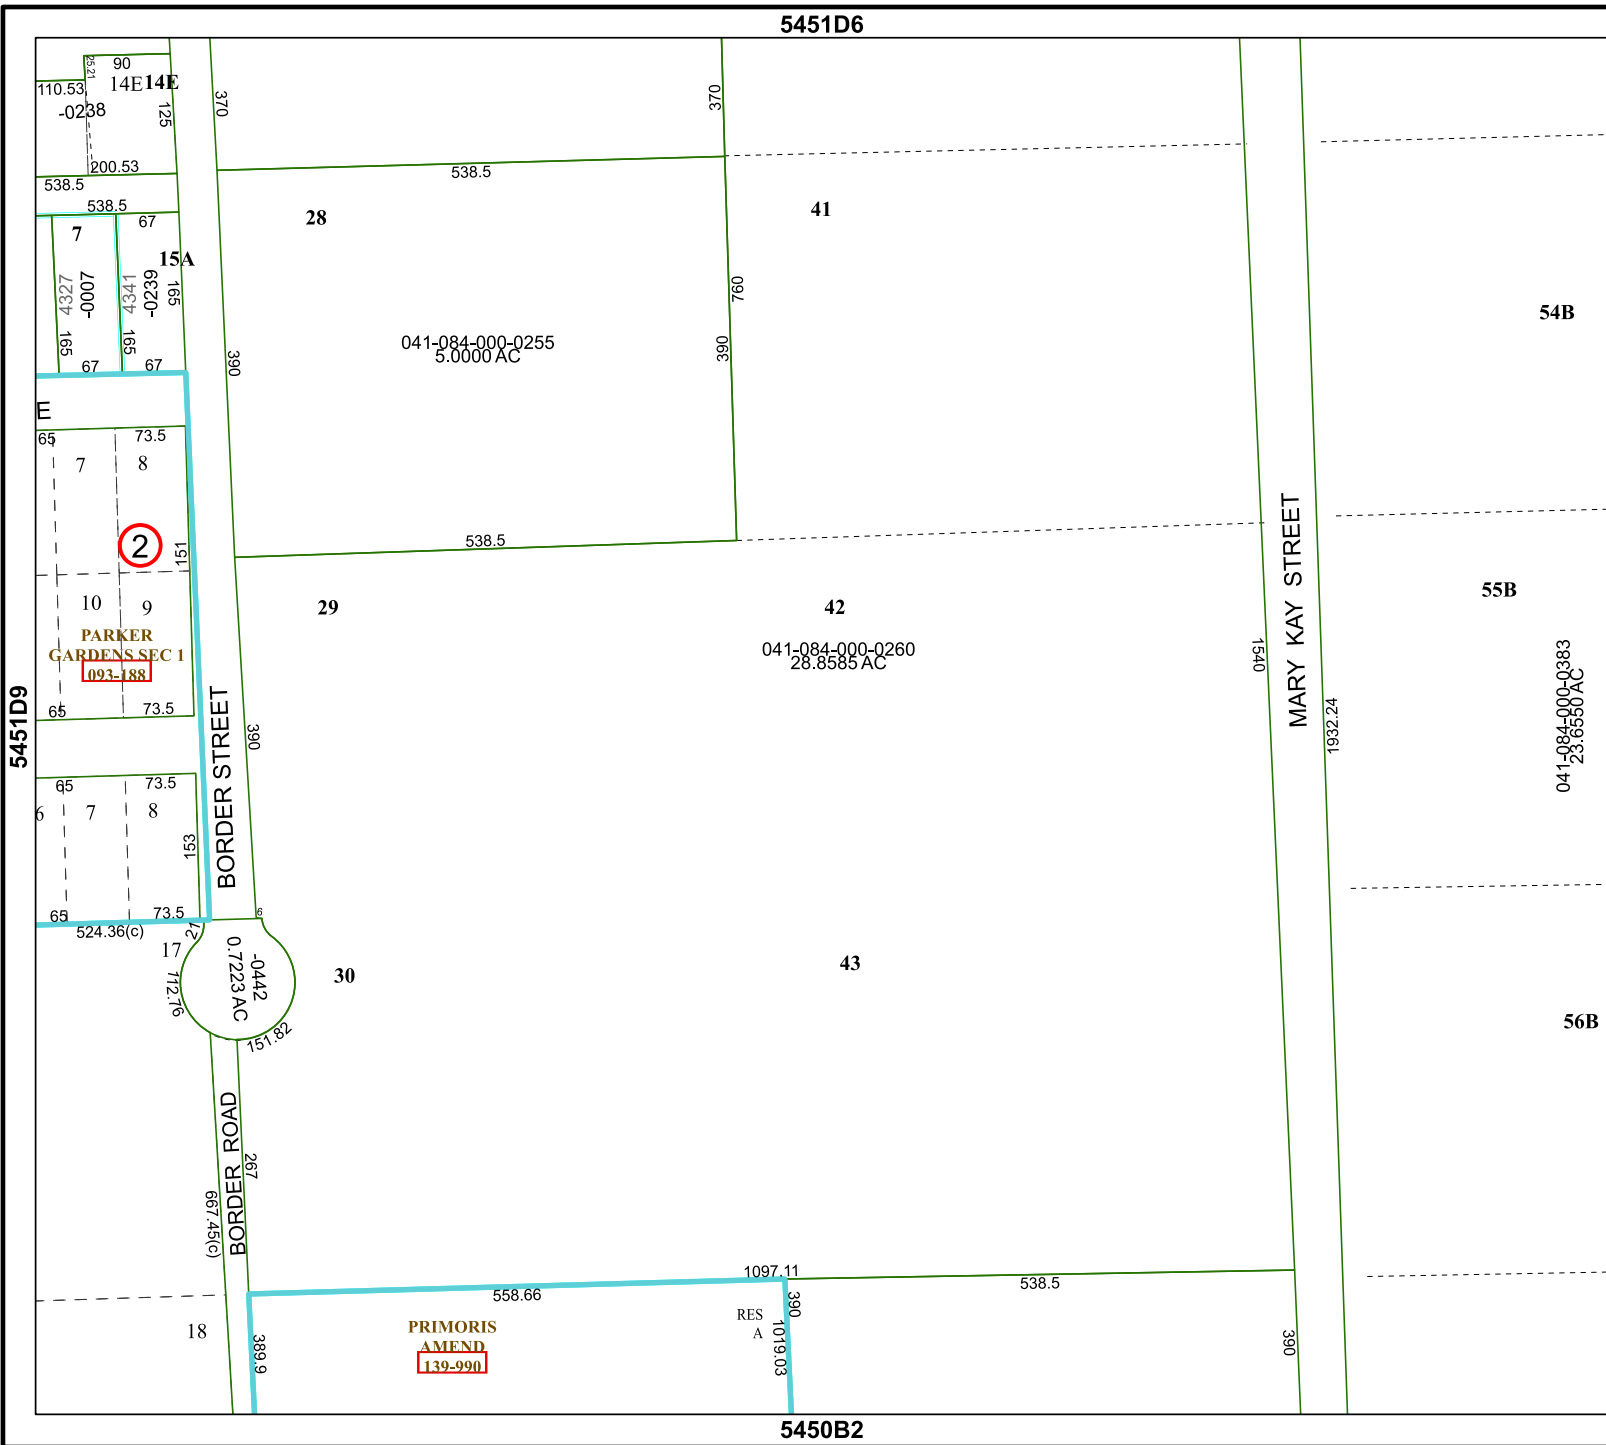 5451D6
25.21
90
14E
14E
110.53
-0238
125
370
370
200.53
538.5
538.5
538.5
67
7
28
41
15A
4327
-0007
4341
-0239
165
165
165
67
67
390
760
390
041-084-000-0255
5.0000 AC
54B
E
65
73.5
7
8
2
151
538.5
10
9
29
42
55B
PARKER
GARDENS SEC 1
093-188
041-084-000-0260
28.8585 AC
1540
MARY KAY STREET
1932.24
041-084-000-0383
23.6550 AC
65
73.5
5451D9
BORDER STREET
390
65
73.5
6
7
8
153
65
73.5
6
524.36(c)
21
17
112.76
-0442
0.7223 AC
151.82
30
43
56B
BORDER ROAD
267
667.45(c)
1097.11
558.66
538.5
18
389.9
PRIMORIS
AMEND
139-990
RES
A
390
1019.03
390
5450B2